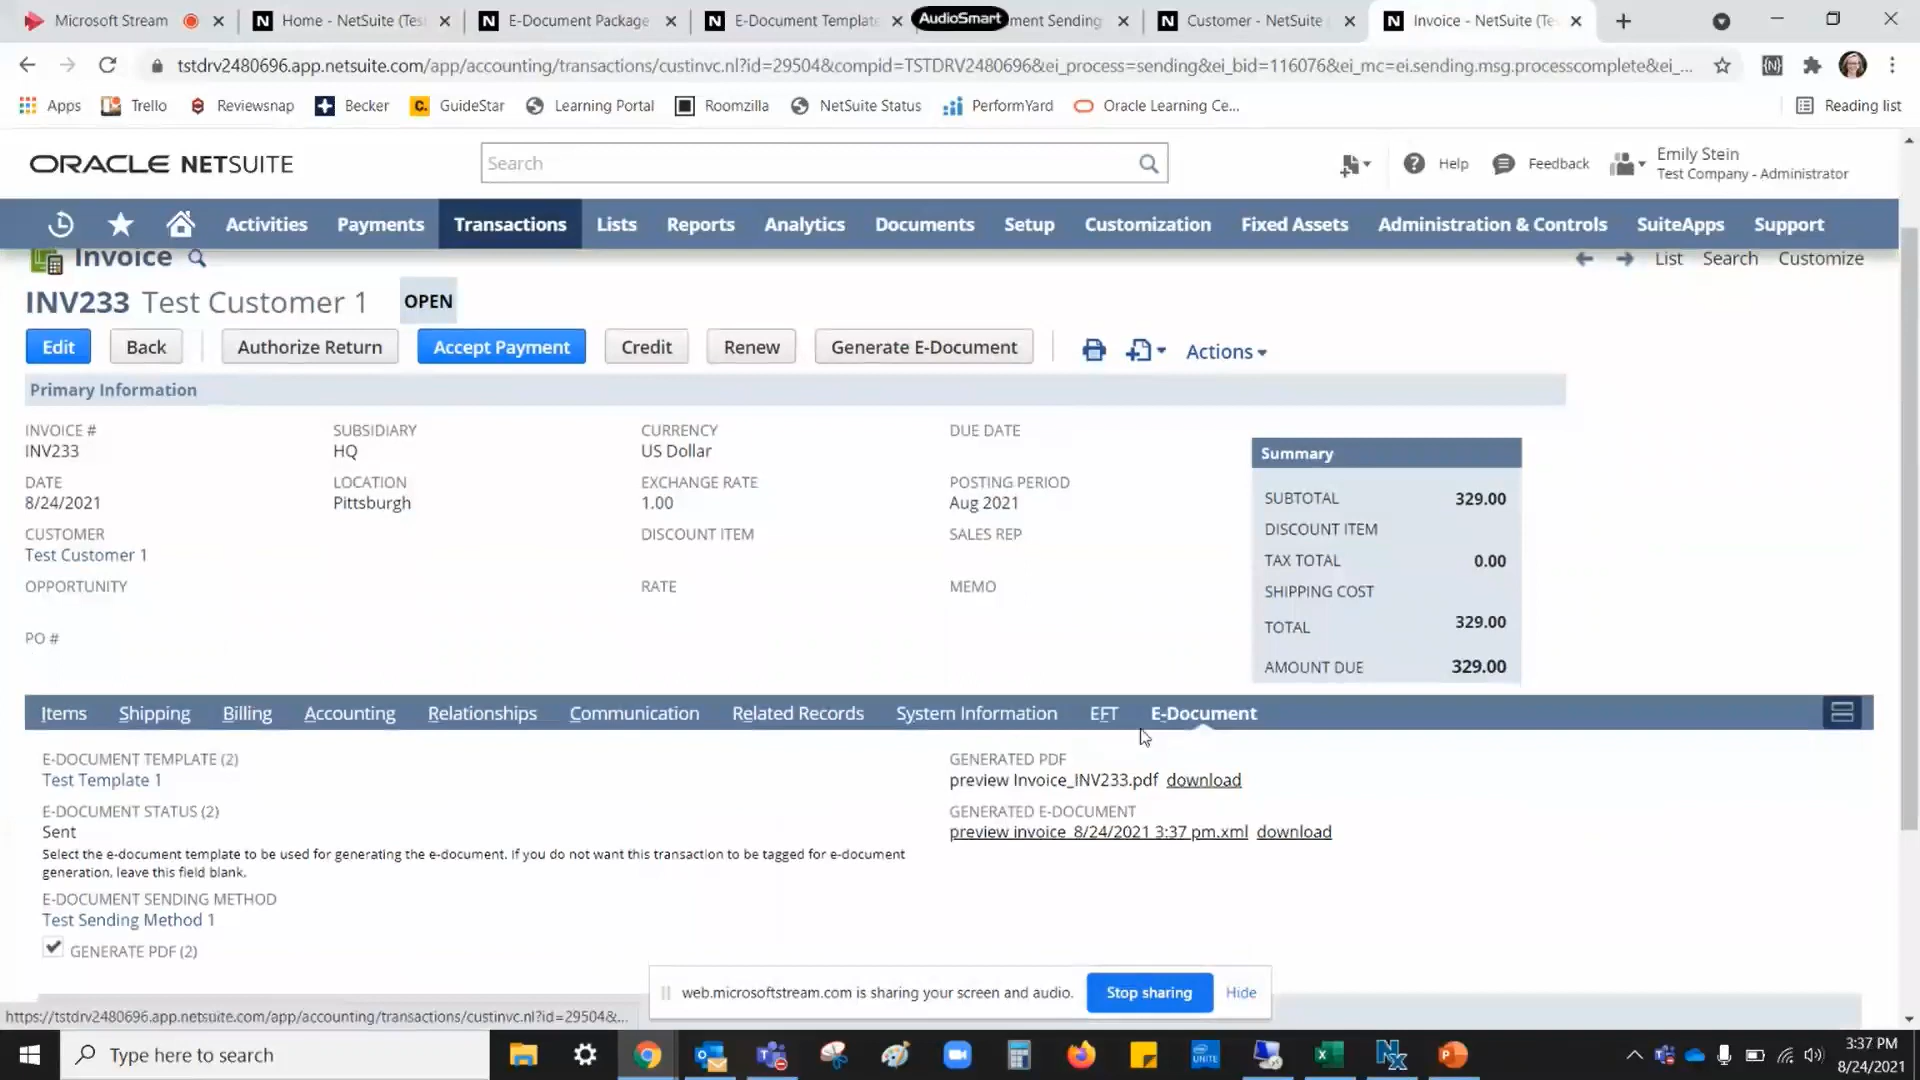 Microsoft Stream
Home - NetSuite (Tes
E-Document Package
E-Document Template
AudioSmart
ment Sending
Customer - NetSuite
Invoice - NetSuite (Te
tstdrv2480696.app.netsuite.com/app/accounting/transactions/custinvc.nl?id=29504&compid=TSTDRV2480696&ei_process=sending&ei_bid=116076&ei_mc=ei.sending.msg.processcomplete&ei_...
Apps
Trello
Reviewsnap
Becker
GuideStar
Learning Portal
Roomzilla
NetSuite Status
PerformYard
Oracle Learning Ce...
Reading list
ORACLE NETSUITE
Search
Help
Feedback
Emily Stein
Test Company - Administrator
Activities
Payments
Transactions
Lists
Reports
Analytics
Documents
Setup
Customization
Fixed Assets
Administration & Controls
SuiteApps
Support
Invoice
List
Search
Customize
INV233 Test Customer 1
OPEN
Edit
Back
Authorize Return
Accept Payment
Credit
Renew
Generate E-Document
Actions
Primary Information
INVOICE #
INV233
SUBSIDIARY
HQ
CURRENCY
US Dollar
DUE DATE
DATE
8/24/2021
LOCATION
Pittsburgh
EXCHANGE RATE
1.00
POSTING PERIOD
Aug 2021
CUSTOMER
Test Customer 1
DISCOUNT ITEM
SALES REP
OPPORTUNITY
RATE
MEMO
PO #
Summary
SUBTOTAL 329.00
DISCOUNT ITEM
TAX TOTAL 0.00
SHIPPING COST
TOTAL 329.00
AMOUNT DUE 329.00
Items
Shipping
Billing
Accounting
Relationships
Communication
Related Records
System Information
EFT
E-Document
E-DOCUMENT TEMPLATE (2)
Test Template 1
E-DOCUMENT STATUS (2)
Sent
Select the e-document template to be used for generating the e-document. If you do not want this transaction to be tagged for e-document
generation, leave this field blank.
E-DOCUMENT SENDING METHOD
Test Sending Method 1
GENERATE PDF (2)
GENERATED PDF
preview Invoice_INV233.pdf download
GENERATED E-DOCUMENT
preview invoice 8/24/2021 3:37 pm.xml download
web.microsoftstream.com is sharing your screen and audio.
Stop sharing
Hide
https://tstdrv2480696.app.netsuite.com/app/accounting/transactions/custinvc.nl?id=29504&...
Type here to search
UNITE
3:37 PM
8/24/2021